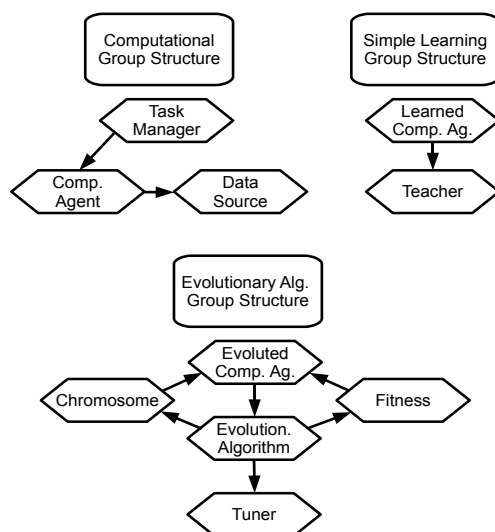 Computational
Group Structure
Simple Learning
Group Structure
Task
Manager
Learned
Comp. Ag.
Comp.
Agent
Data
Source
Teacher
Evolutionary Alg.
Group Structure
Evoluted
Comp. Ag.
Chromosome
Fitness
Evolution.
Algorithm
Tuner